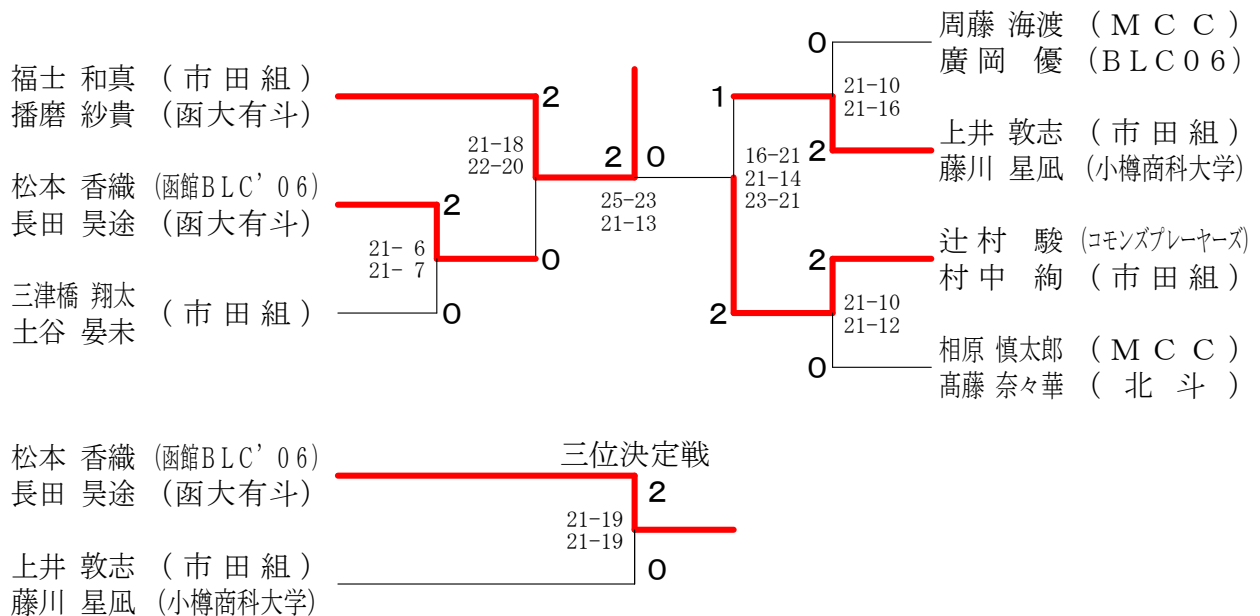 福士 和真 （市田組）
播磨 紗貴 （函大有斗）
松本 香織 （函館BLC’06）
長田 昊途 （函大有斗）
三津橋 翔太
土谷 晏未
（市田組）
2
21-18
22-20
0
2
21- 6
21- 7
0
2 0
25-23
21-13
周藤 海渡 （MCC）
廣岡 優 （BLC06）
上井 敦志 （市田組）
藤川 星凪 （小樽商科大学）
辻村 駿 （コモンズプレーヤーズ）
村中 絢 （市田組）
相原 慎太郎 （MCC）
髙藤 奈々華 （北斗）
0
21-10
21-16
2
1
16-21
21-14
23-21
2
2
21-10
21-12
0
三位決定戦
松本 香織 （函館BLC’06）
長田 昊途 （函大有斗）
上井 敦志 （市田組）
藤川 星凪 （小樽商科大学）
2
21-19
21-19
0